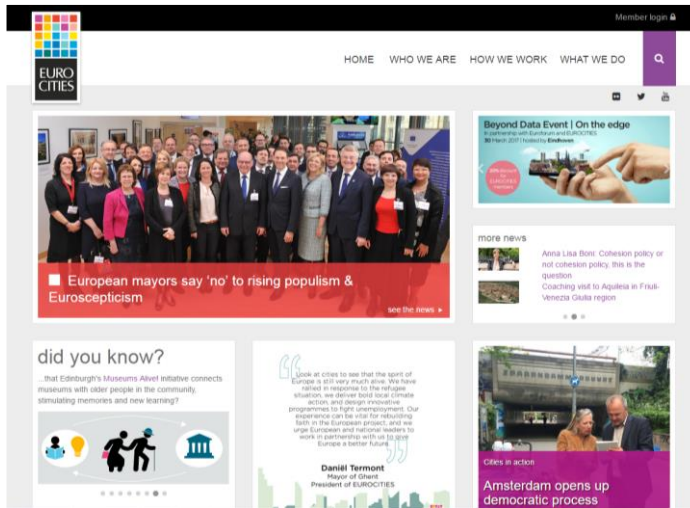 Member login
EURO
CITIES
HOME WHO WE ARE HOW WE WORK WHAT WE DO
European mayors say 'no' to rising populism &
Euroscepticism
see the news
Beyond Data Event | On the edge
In partnership with Euroforum and EUROCITIES
30 March 2017 | hosted by Eindhoven
discount
for
EUROCITIES
members
more news
Anna Lisa Boni: Cohesion policy or
not cohesion policy, this is the
question
Coaching visit to Aquileia in Friuli-
Venezia Giulia region
did you know?
...that Edinburgh's Museums Alive! initiative connects
museums with older people in the community,
stimulating memories and new learning?
Look at cities to see that the spirit of
Europe is still very much alive. We have
rallied in response to the refugee
situation, we deliver bold local climate
action, and design innovative
programmes to fight unemployment. Our
experience can be vital for rebuilding
faith in the European project, and we
urge European and national leaders to
work in partnership with us to give
Europe a better future.
Daniël Termont
Mayor of Ghent
President of EUROCITIES
Cities in action
Amsterdam opens up
democratic process